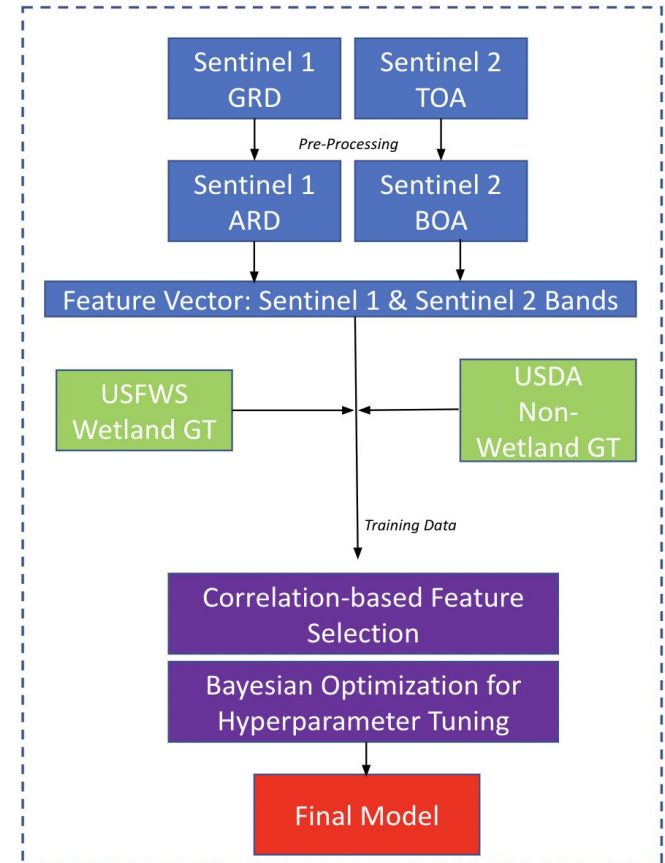 Sentinel 1
GRD
Sentinel 2
TOA
Pre-Processing
Sentinel 1
ARD
Sentinel 2
BOA
Feature Vector: Sentinel 1 & Sentinel 2 Bands
USFWS
Wetland GT
USDA
Non-
Wetland GT
Training Data
Correlation-based Feature
Selection
Bayesian Optimization for
Hyperparameter Tuning
Final Model